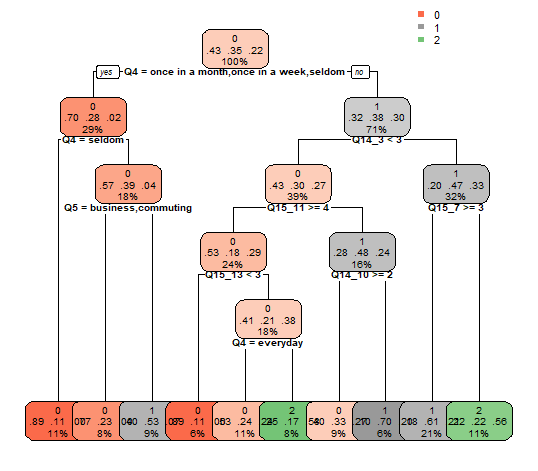 0
1
2
0
.43 .35 .22
100%
yes
Q4 = once in a month,once in a week,seldom
no
0
.70 .28 .02
29%
1
.32 .38 .30
71%
Q4 = seldom
Q14_3 < 3
0
.57 .39 .04
18%
0
.43 .30 .27
39%
1
.20 .47 .33
32%
Q5 = business,commuting
Q15_11 >= 4
Q15_7 >= 3
0
.53 .18 .29
24%
1
.28 .48 .24
16%
Q15_13 < 3
Q14_10 >= 2
0
.41 .21 .38
18%
Q4 = everyday
0
.89 .11
11%
0
.23
8%
1
.53
9%
0
.11
6%
0
.24
11%
2
.17
8%
0
.33
9%
1
.70
6%
1
.61
21%
2
.22 .56
11%